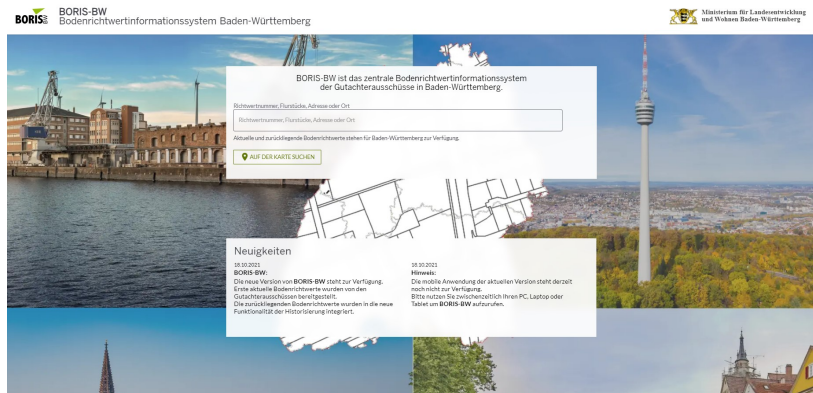 BORIS
BORIS-BW
Bodenrichtwertinformationssystem Baden-Württemberg
Ministerium für Landesentwicklung
und Wohnen Baden-Württemberg
BORIS-BW ist das zentrale Bodenrichtwertinformationssystem
der Gutachterausschüsse in Baden-Württemberg.
Richtwertnummer, Flurstücke, Adresse oder Ort
Richtwertnummer, Flurstücke, Adresse oder Ort
Aktuelle und zurückliegende Bodenrichtwerte stehen für Baden-Württemberg zur Verfügung.
AUF DER KARTE SUCHEN
Neuigkeiten
18.10.2021
BORIS-BW:
Die neue Version von BORIS-BW steht zur Verfügung.
Erste aktuelle Bodenrichtwerte wurden von den
Gutachterausschüssen bereitgestellt.
Die zurückliegenden Bodenrichtwerte wurden in die neue
Funktionalität der Historisierung integriert.
18.10.2021
Hinweis:
Die mobile Anwendung der aktuellen Version steht derzeit
noch nicht zur Verfügung.
Bitte nutzen Sie zwischenzeitlich Ihren PC, Laptop oder
Tablet um BORIS-BW aufzurufen.